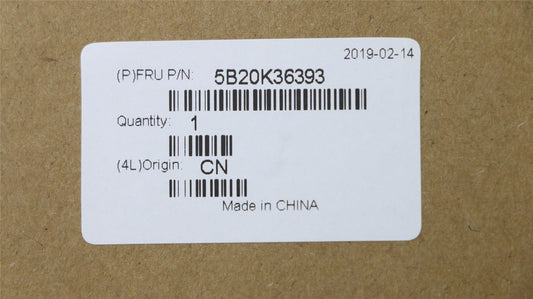 2019-02-14
(P)FRU P/N: 5B20K36393
Quantity: 1
(4L)Origin: CN
Made in CHINA